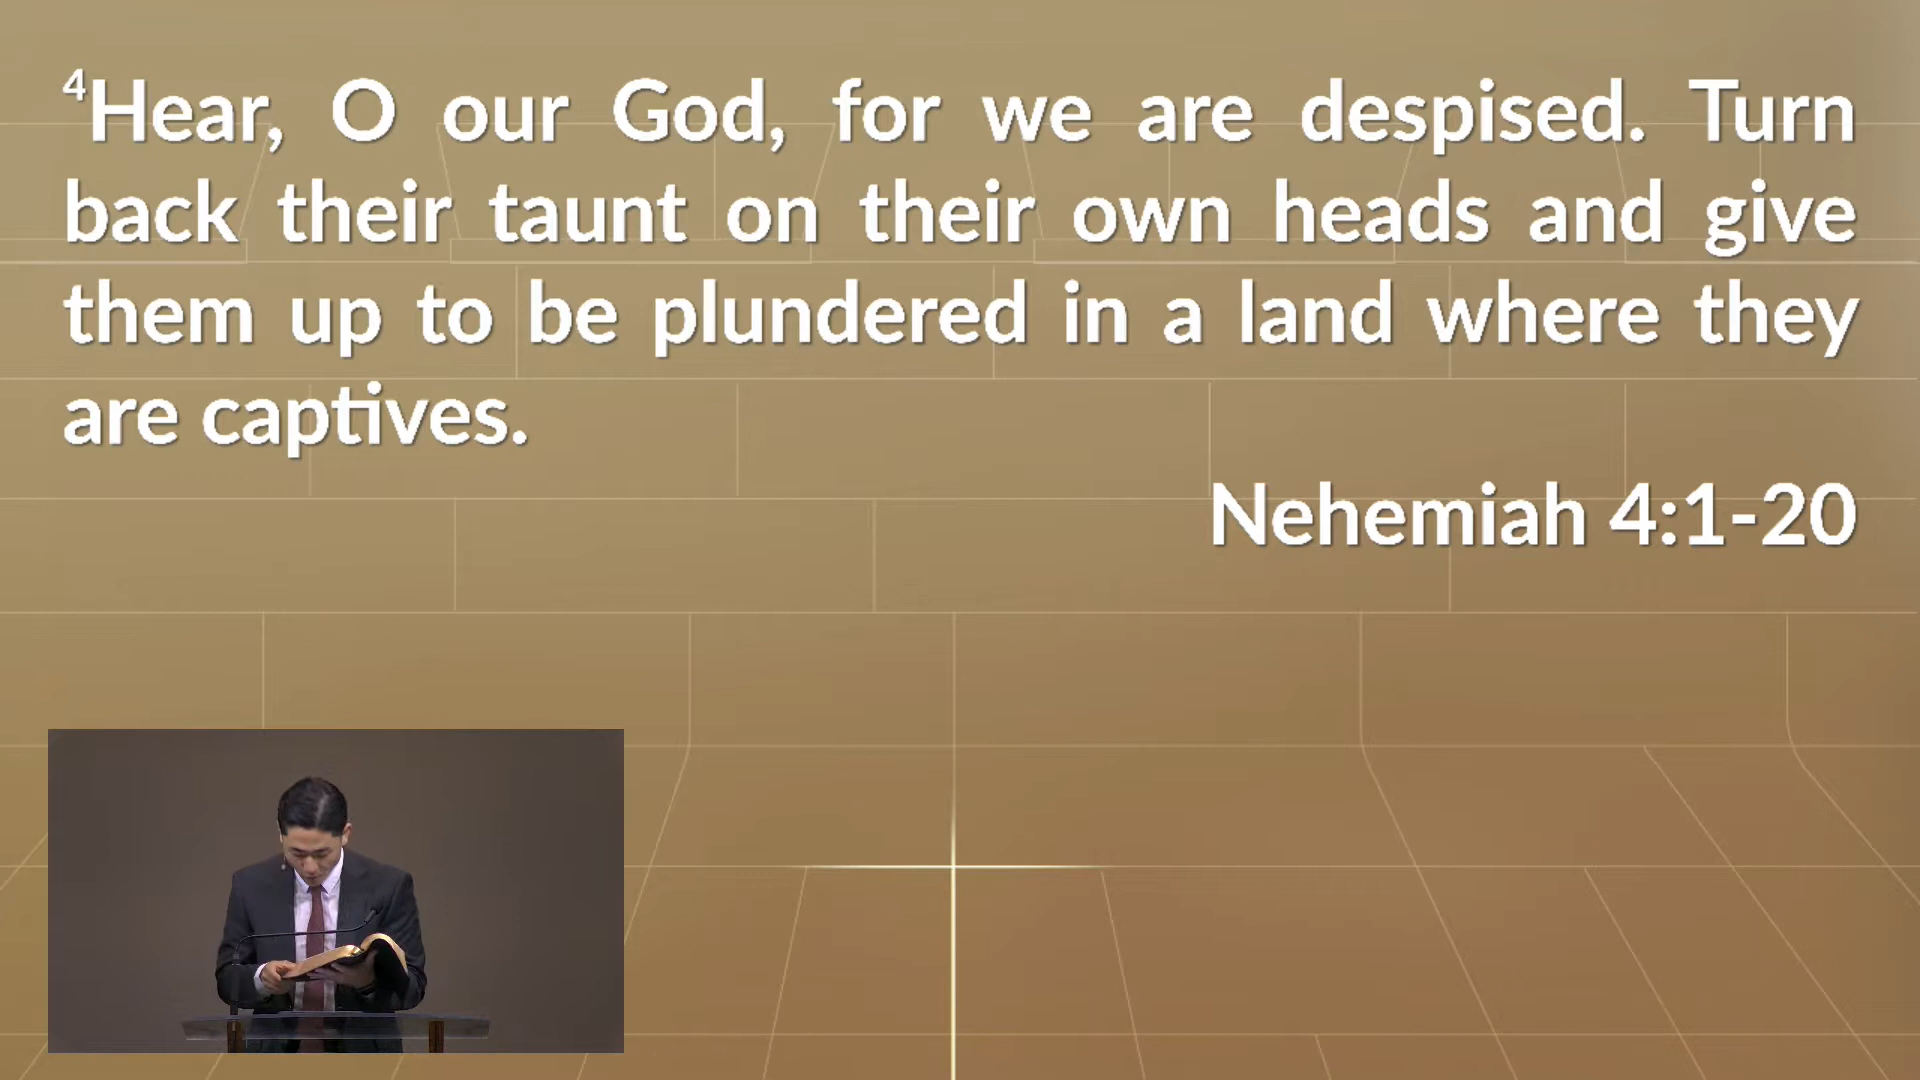 4Hear, O our God, for we are despised. Turn
back their taunt on their own heads and give
them up to be plundered in a land where they
are captives.
Nehemiah 4:1-20